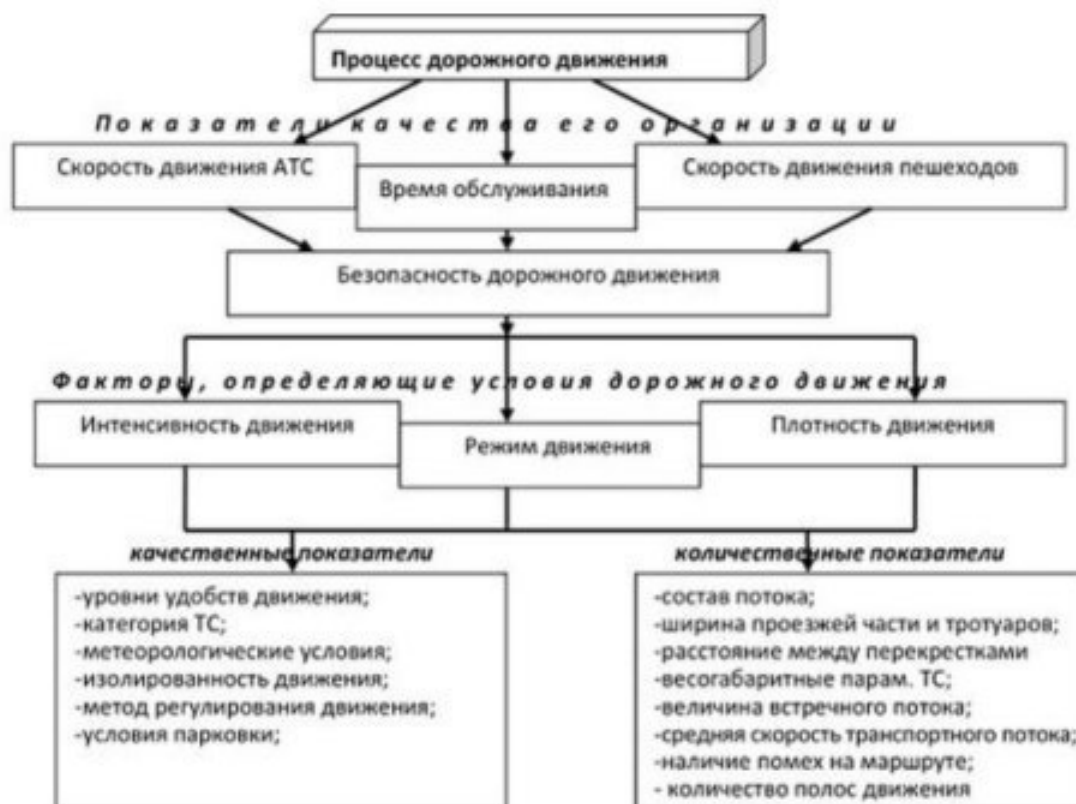 Процесс дорожного движения
Показатели качества его организации
Скорость движения АТС
Время обслуживания
Скорость движения пешеходов
Безопасность дорожного движения
Факторы, определяющие условия дорожного движения
Интенсивность движения
Режим движения
Плотность движения
качественные показатели
-уровни удобств движения;
-категория ТС;
-метеорологические условия;
-изолированность движения;
-метод регулирования движения;
-условия парковки;
количественные показатели
-состав потока;
-ширина проезжей части и тротуаров;
-расстояние между перекрестками
-весогабаритные парам. ТС;
-величина встречного потока;
-средняя скорость транспортного потока;
-наличие помех на маршруте;
- количество полос движения